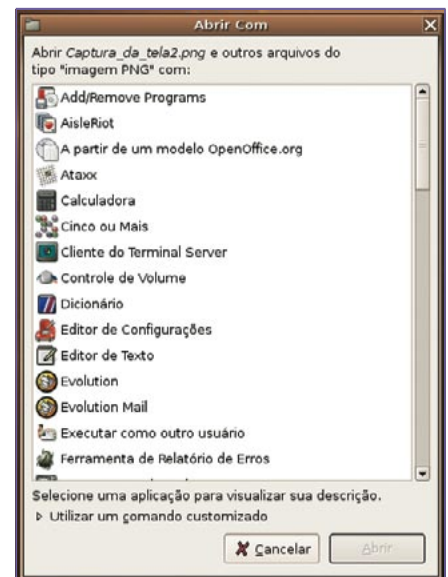 Abrir Com
Abrir Captura_da_tela2.png e outros arquivos do
tipo "imagem PNG" com:
Add/Remove Programs
AisleRiot
A partir de um modelo OpenOffice.org
Ataxx
Calculadora
Cinco ou Mais
Cliente do Terminal Server
Controle de Volume
Dicionário
Editor de Configurações
Editor de Texto
Evolution
Evolution Mail
Executar como outro usuário
Ferramenta de Relatório de Erros
Selecione uma aplicação para visualizar sua descrição.
Utilizar um comando customizado
Cancelar
Abrir